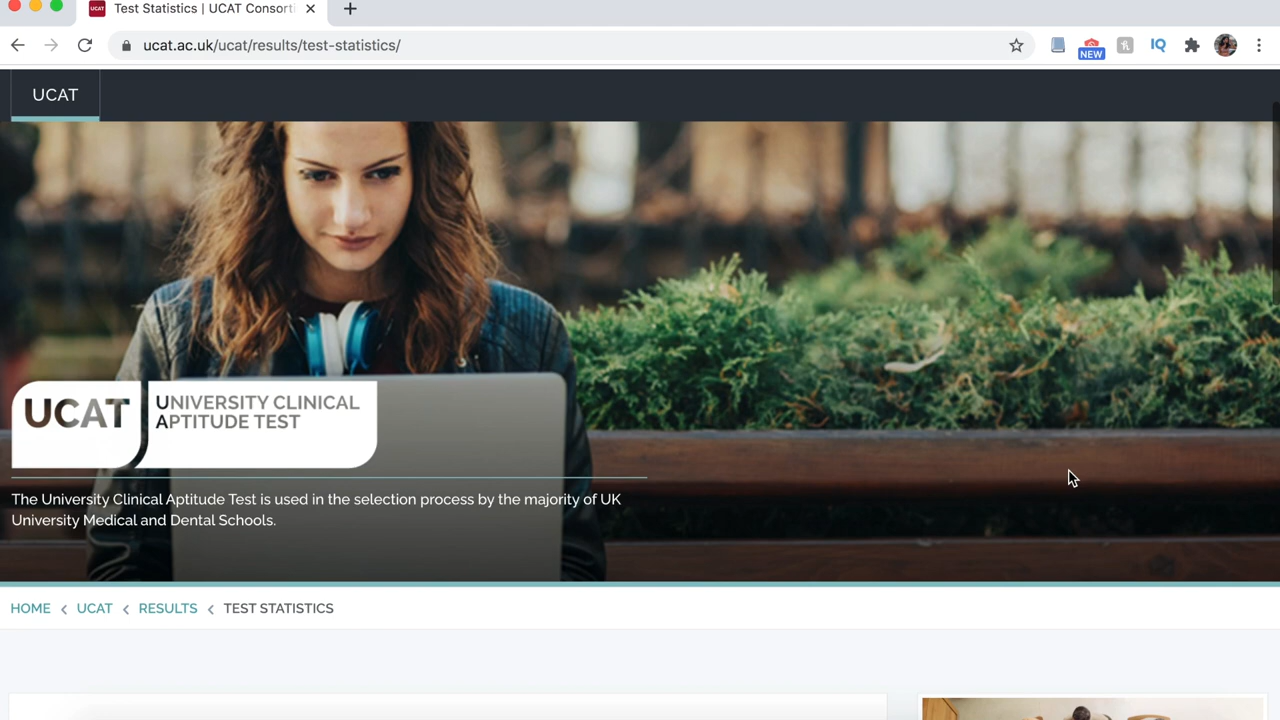 Test Statistics | UCAT Consorti
ucat.ac.uk/ucat/results/test-statistics/
NEW
IQ
UCAT
UCAT
UNIVERSITY CLINICAL
APTITUDE TEST
The University Clinical Aptitude Test is used in the selection process by the majority of UK
University Medical and Dental Schools.
HOME < UCAT < RESULTS < TEST STATISTICS